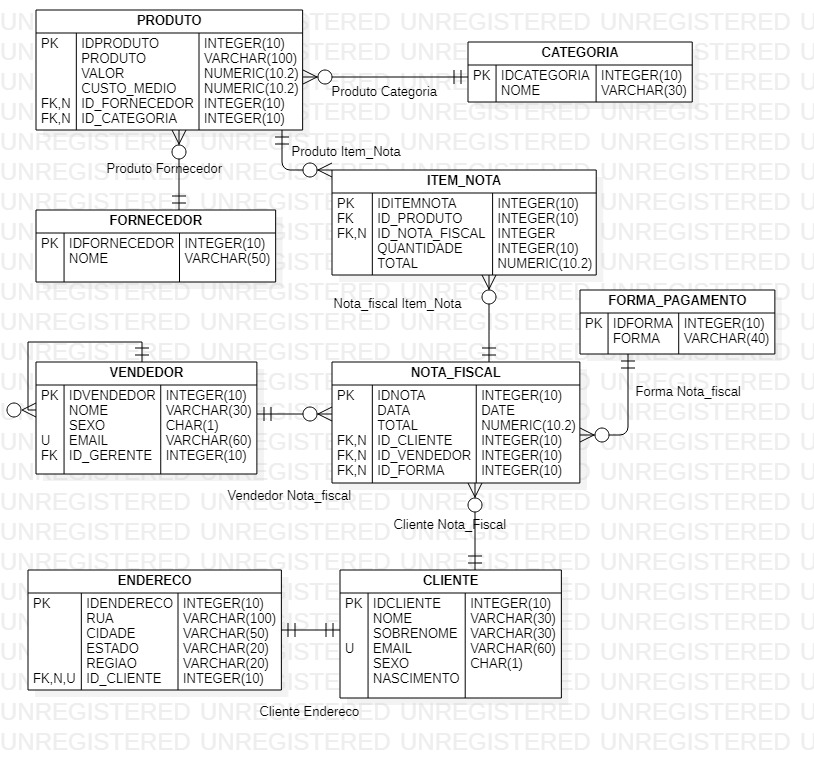 PRODUTO
PK IDPRODUTO INTEGER(10)
PRODUTO VARCHAR(100)
VALOR NUMERIC(10.2)
CUSTO_MEDIO NUMERIC(10.2)
FK,N ID_FORNECEDOR INTEGER(10)
FK,N ID_CATEGORIA INTEGER(10)
CATEGORIA
PK IDCATEGORIA INTEGER(10)
NOME VARCHAR(30)
Produto Categoria
Produto Item_Nota
Produto Fornecedor
ITEM_NOTA
PK IDITEMNOTA INTEGER(10)
FK ID_PRODUTO INTEGER(10)
FK,N ID_NOTA_FISCAL INTEGER
QUANTIDADE INTEGER(10)
TOTAL NUMERIC(10.2)
FORNECEDOR
PK IDFORNECEDOR INTEGER(10)
NOME VARCHAR(50)
Nota_fiscal Item_Nota
FORMA_PAGAMENTO
PK IDFORMA INTEGER(10)
FORMA VARCHAR(40)
Forma Nota_fiscal
VENDEDOR
PK IDVENDEDOR INTEGER(10)
NOME VARCHAR(30)
SEXO CHAR(1)
U EMAIL VARCHAR(60)
FK ID_GERENTE INTEGER(10)
NOTA_FISCAL
PK IDNOTA INTEGER(10)
DATA DATE
TOTAL NUMERIC(10.2)
FK,N ID_CLIENTE INTEGER(10)
FK,N ID_VENDEDOR INTEGER(10)
FK,N ID_FORMA INTEGER(10)
Vendedor Nota_fiscal
Cliente Nota_Fiscal
ENDERECO
PK IDENDERECO INTEGER(10)
RUA VARCHAR(100)
CIDADE VARCHAR(50)
ESTADO VARCHAR(20)
REGIAO VARCHAR(20)
FK,N,U ID_CLIENTE INTEGER(10)
CLIENTE
PK IDCLIENTE INTEGER(10)
NOME VARCHAR(30)
SOBRENOME VARCHAR(30)
U EMAIL VARCHAR(60)
SEXO CHAR(1)
NASCIMENTO
Cliente Endereco
UNREGISTERED UNREGISTERED UNREGISTERED UNREGISTERED